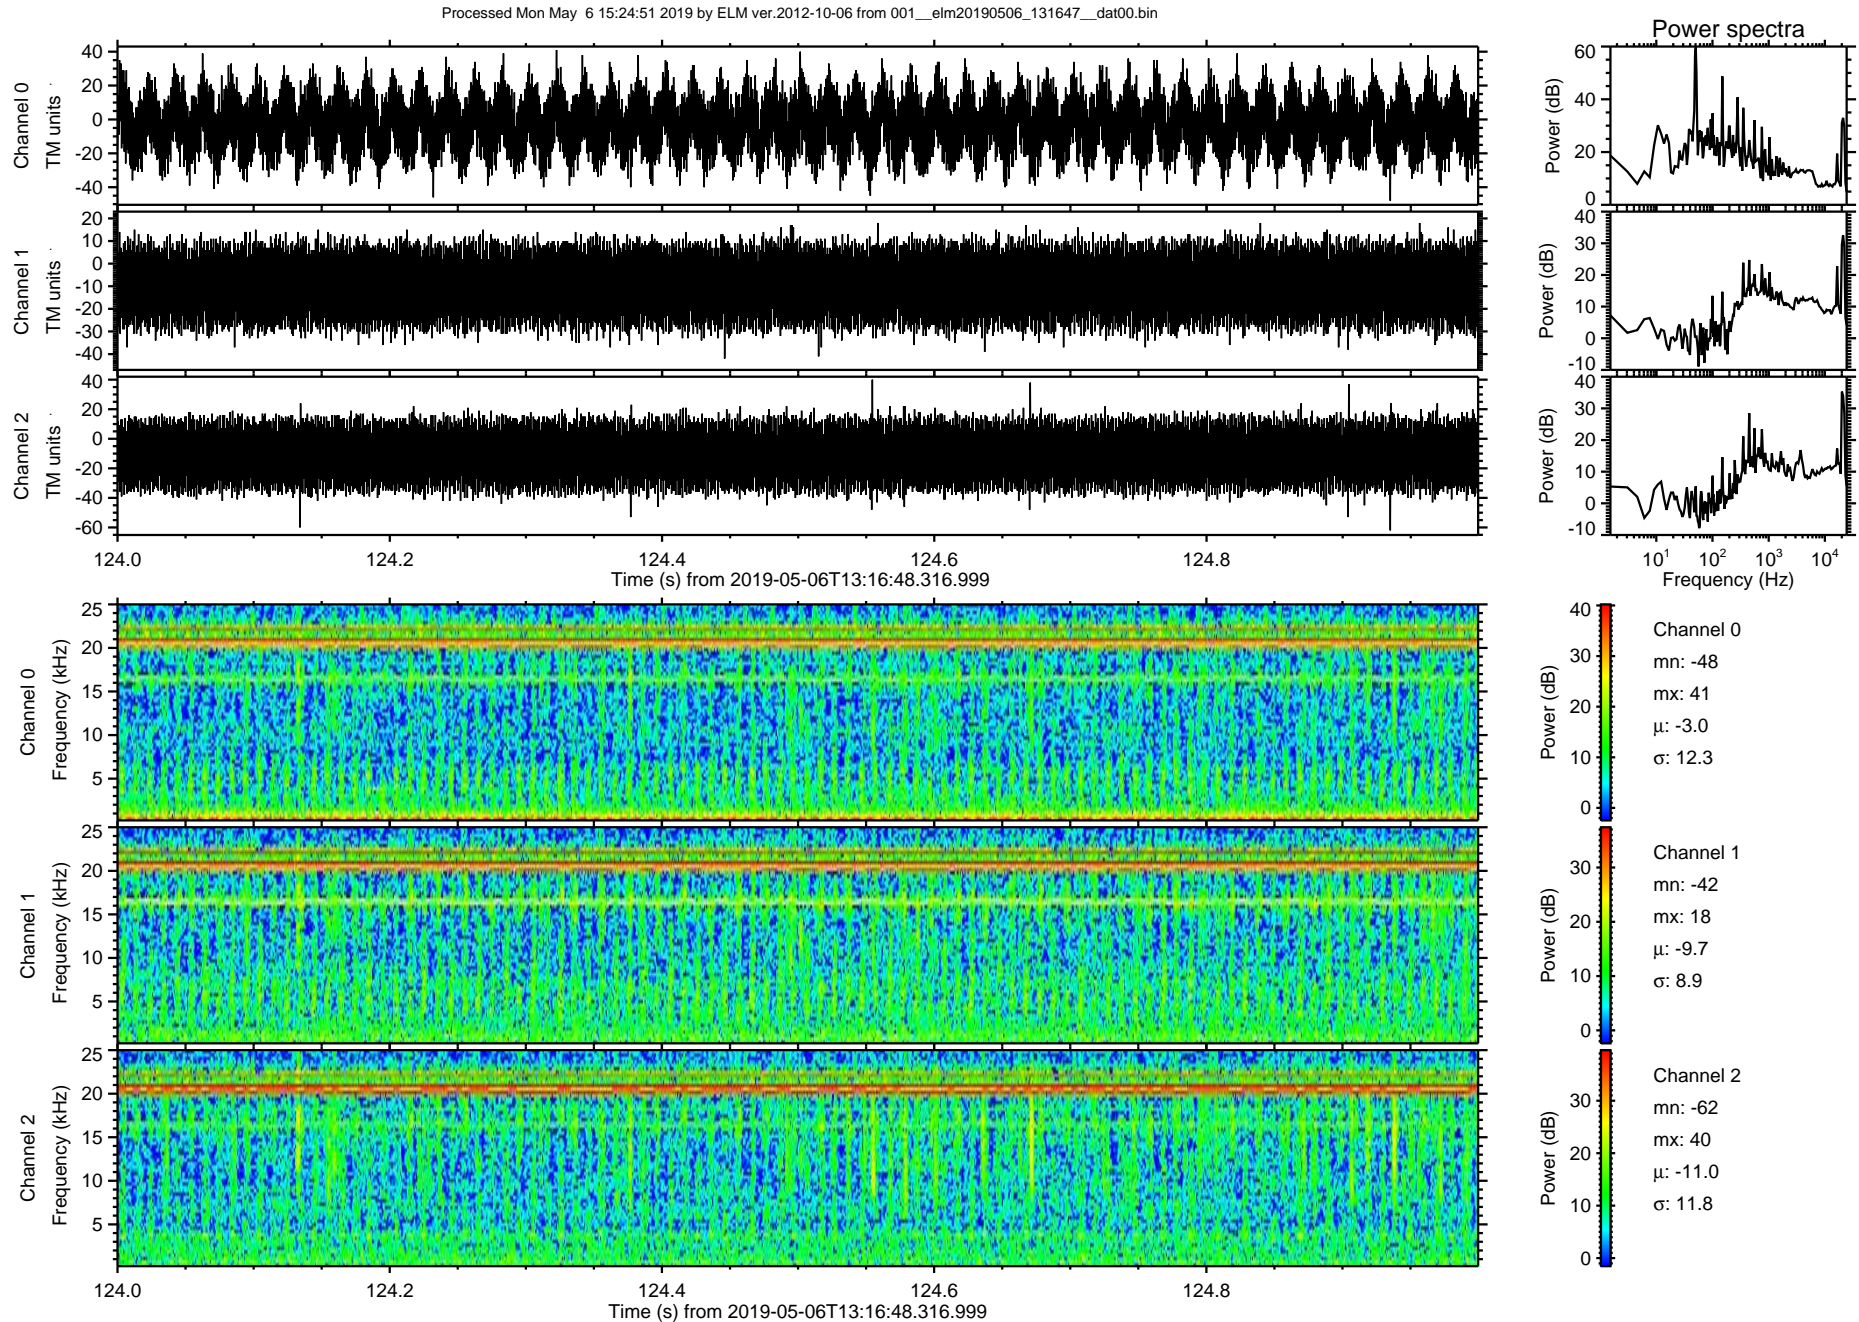 Processed Mon May  6 15:24:51 2019 by ELM ver.2012-10-06 from 001__elm20190506_131647__dat00.bin
Power spectra
Channel 0
TM units
40
20
0
-20
-40
Power (dB)
60
40
20
0
Channel 1
TM units
20
10
0
-10
-20
-30
-40
Power (dB)
40
30
20
10
0
-10
Channel 2
TM units
40
20
0
-20
-40
-60
Power (dB)
40
30
20
10
0
-10
124.0 124.2 124.4 124.6 124.8
Time (s) from 2019-05-06T13:16:48.316.999
10^1 10^2 10^3 10^4
Frequency (Hz)
Channel 0
Frequency (kHz)
25
20
15
10
5
Power (dB)
40
30
20
10
0
Channel 0
mn: -48
mx: 41
μ: -3.0
σ: 12.3
Channel 1
Frequency (kHz)
25
20
15
10
5
Power (dB)
30
20
10
0
Channel 1
mn: -42
mx: 18
μ: -9.7
σ: 8.9
Channel 2
Frequency (kHz)
25
20
15
10
5
Power (dB)
30
20
10
0
Channel 2
mn: -62
mx: 40
μ: -11.0
σ: 11.8
124.0 124.2 124.4 124.6 124.8
Time (s) from 2019-05-06T13:16:48.316.999